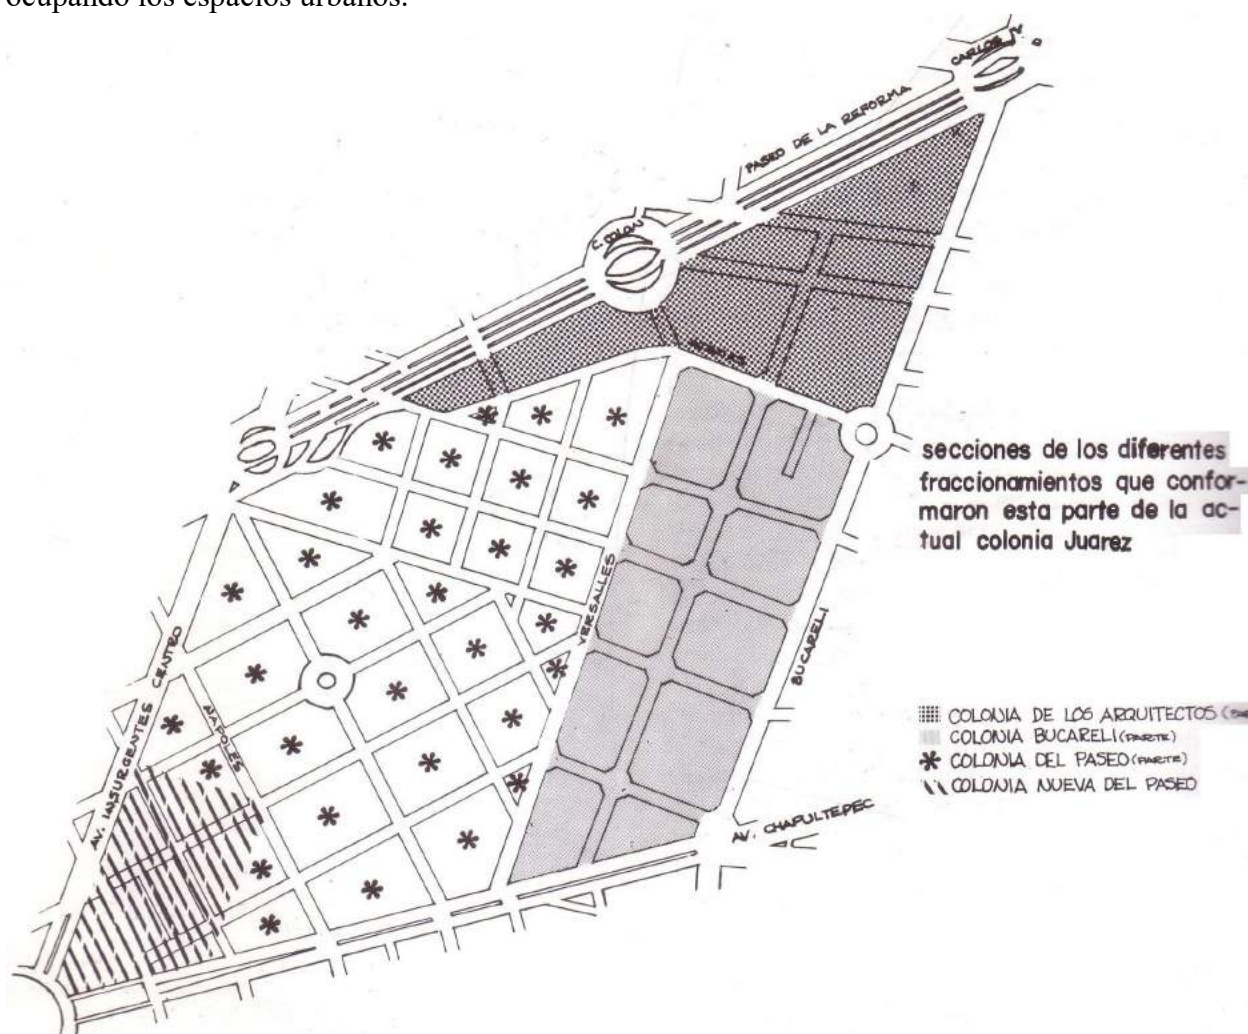 ocupando los espacios urbanos.
CARLOS IV
PASEO DE LA REFORMA
C. COLON
secciones de los diferentes
fraccionamientos que confor-
maron esta parte de la ac-
tual colonia Juarez
VERSALLES
BUCARELI
AV. INSURGENTES CENTRO
NAPOLES
COLONIA DE LOS ARQUITECTOS
COLONIA BUCARELI (PARTE)
COLONIA DEL PASEO (PARTE)
COLONIA NUEVA DEL PASEO
AV. CHAPULTEPEC